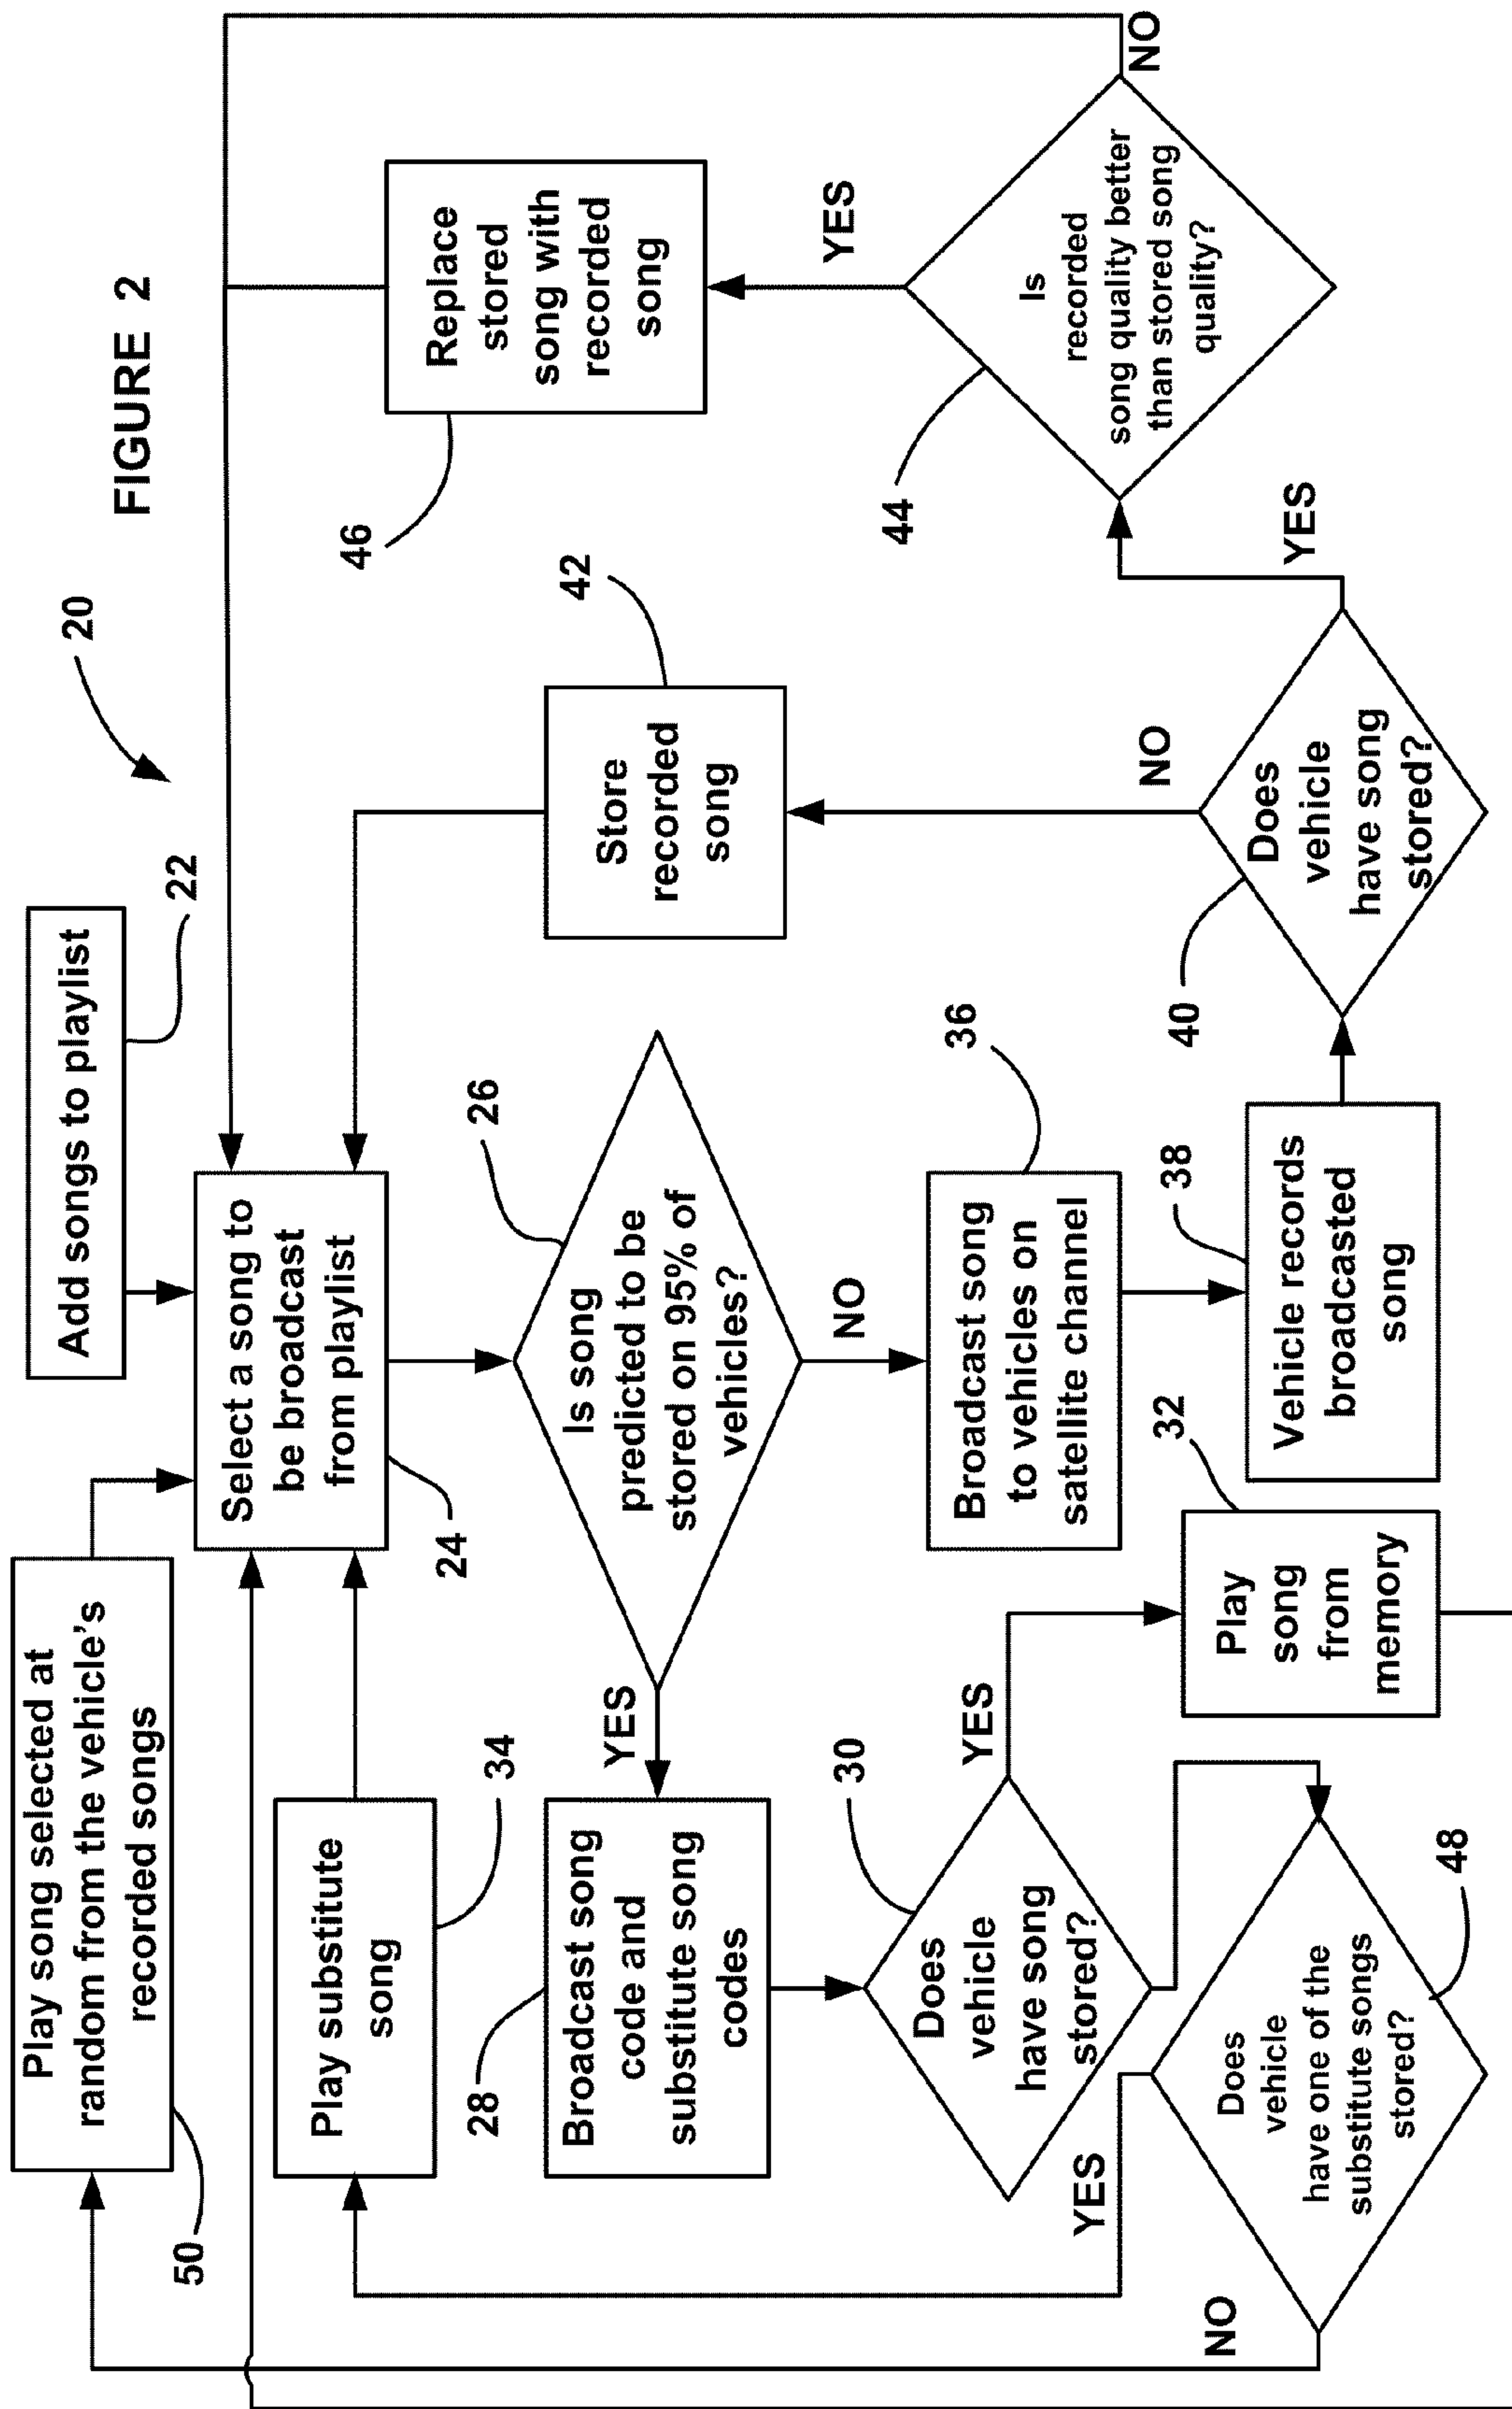 FIGURE 2
20
Add songs to playlist
22
Play song selected at
random from the vehicle's
recorded songs
50
Select a song to
be broadcast
from playlist
24
Play substitute
song
34
Is song
predicted to be
stored on 95% of
vehicles?
26
YES
NO
Broadcast song
code and
substitute song
codes
28
Does
vehicle
have song
stored?
30
YES
Play
song
from
memory
32
Does
vehicle
have one of the
substitute songs
stored?
48
YES
NO
Broadcast song
to vehicles on
satellite channel
36
Vehicle records
broadcasted
song
38
Does
vehicle
have song
stored?
40
NO
YES
Store
recorded
song
42
Is
recorded
song quality better
than stored song
quality?
44
YES
NO
Replace
stored
song with
recorded
song
46